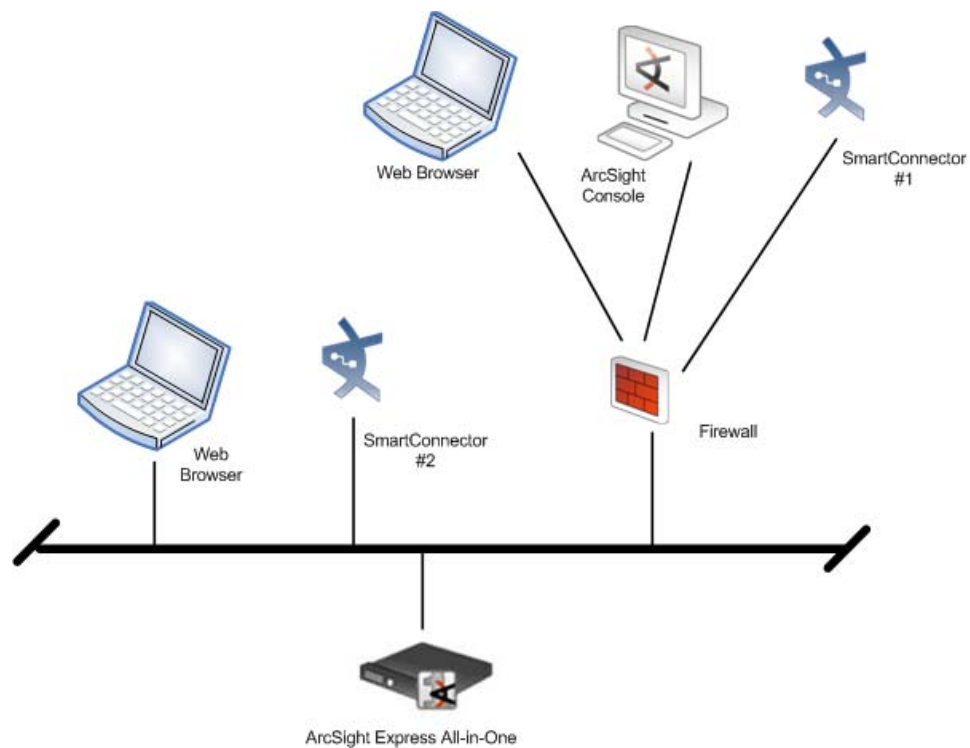 Web Browser
ArcSight
Console
SmartConnector
#1
Firewall
Web
Browser
SmartConnector
#2
ArcSight Express All-in-One